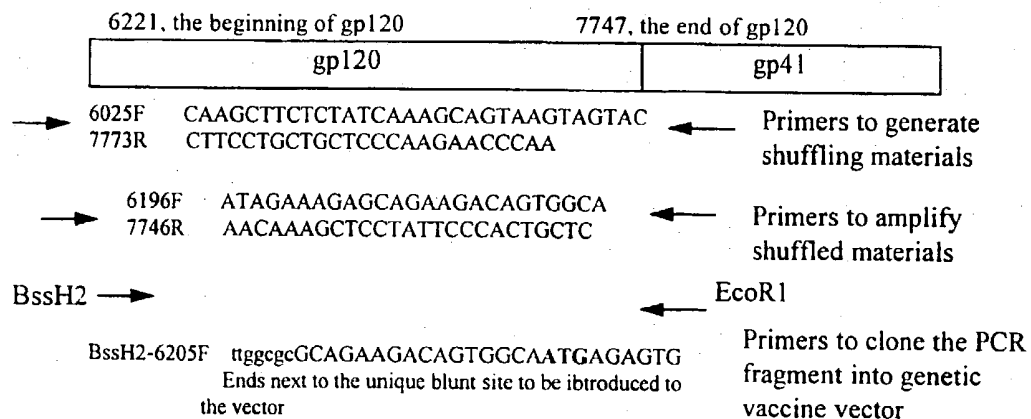 6221, the beginning of gp120 7747, the end of gp120
gp120 gp41
6025F CAAGCTTCTCTATCAAAGCAGTAAGTAGTAC
7773R CTTCCTGCTGCTCCCAAGAACCCAA
Primers to generate
shuffling materials
6196F ATAGAAAGAGCAGAAGACAGTGGCA
7746R AACAAAGCTCCTATTCCCACTGCTC
Primers to amplify
shuffled materials
BssH2 EcoR1
BssH2-6205F ttggcgcGCAGAAGACAGTGGCAATGAGAGTG
Ends next to the unique blunt site to be ibtroduced to
the vector
Primers to clone the PCR
fragment into genetic
vaccine vector